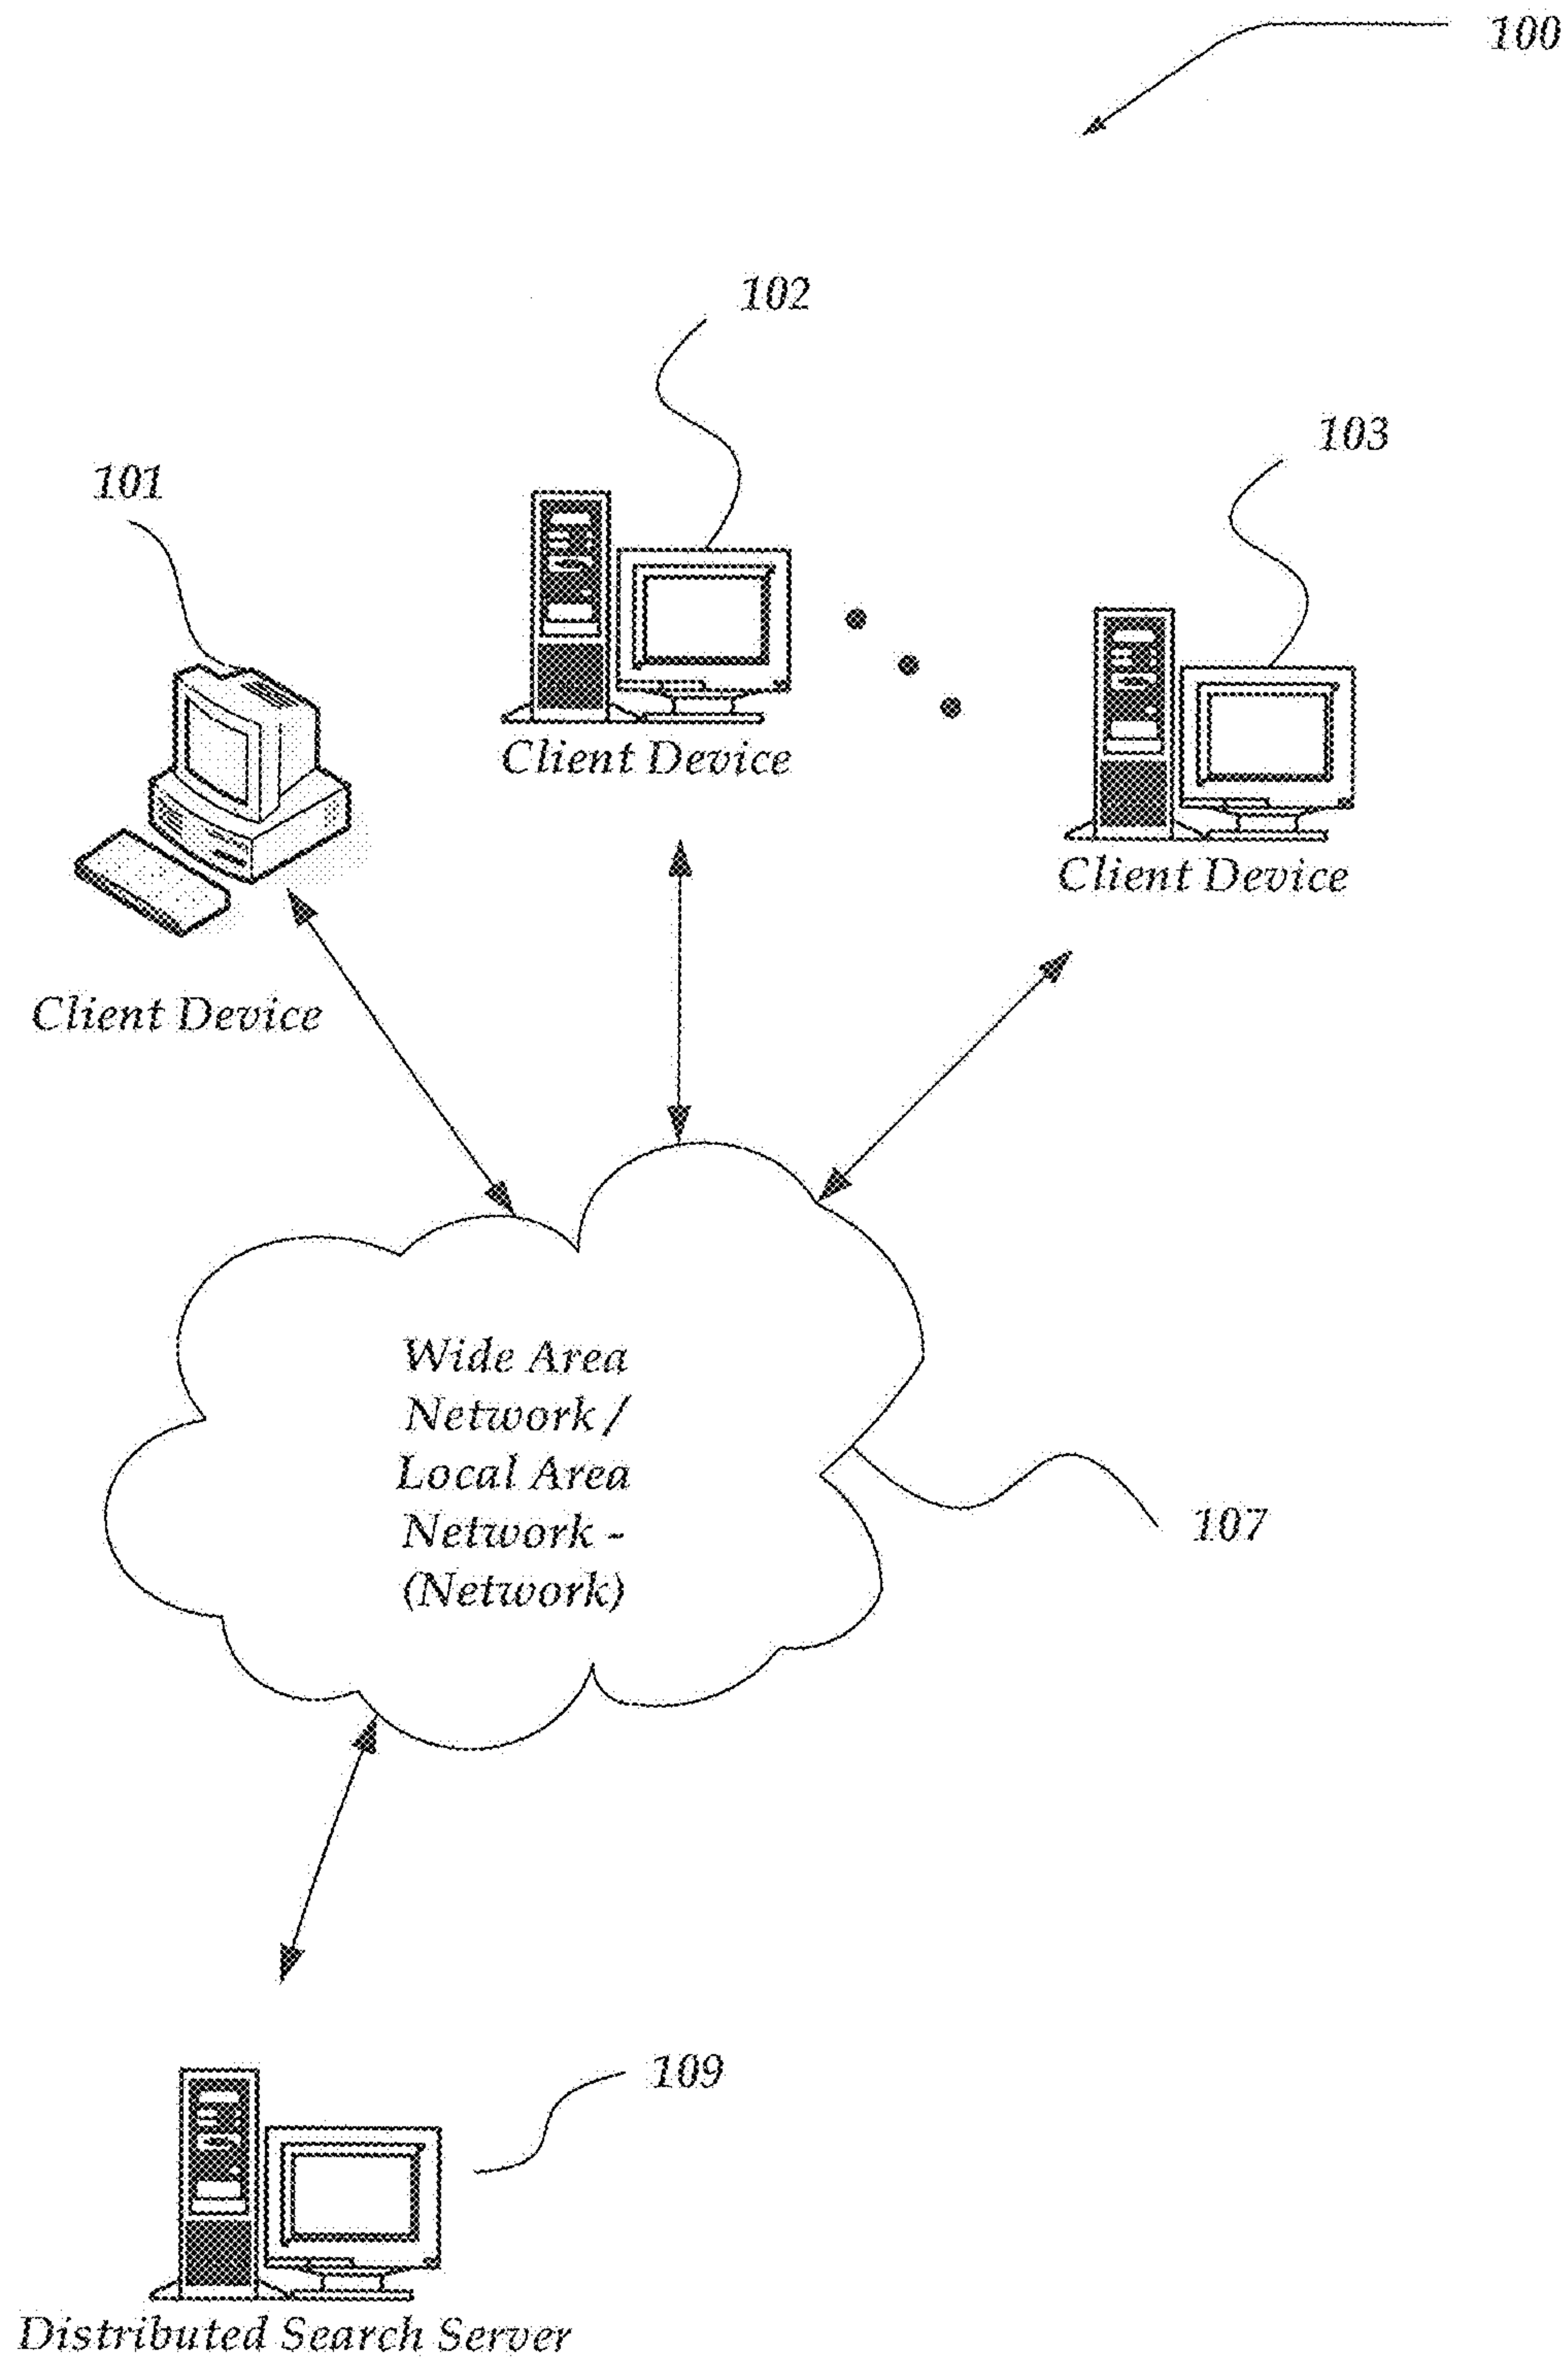 100
102
103
101
Client Device
Client Device
Client Device
Wide Area
Network /
Local Area
Network -
(Network)
107
109
Distributed Search Server